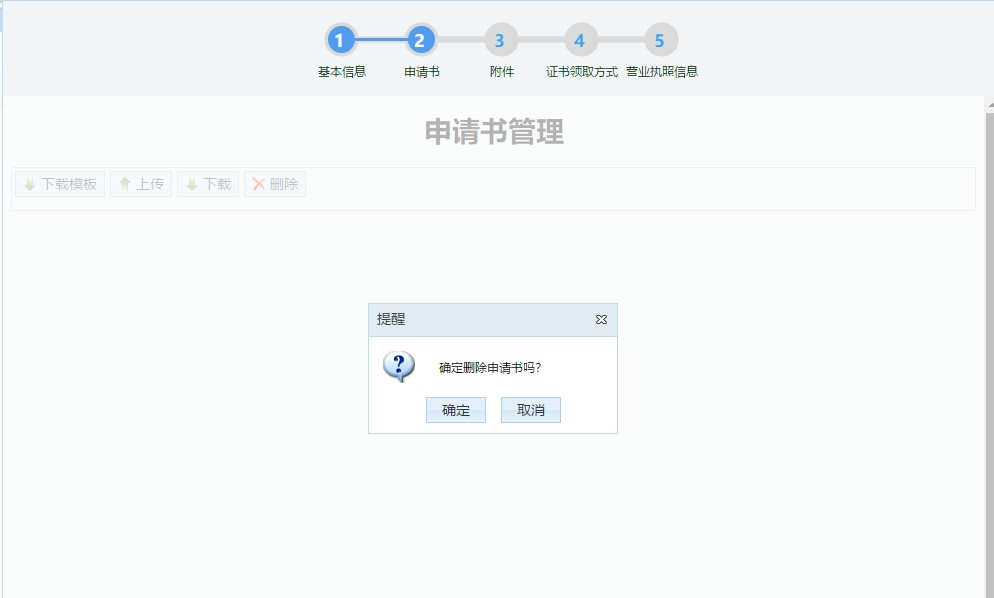 1 2 3 4 5
基本信息 申请书 附件 证书领取方式 营业执照信息
申请书管理
下载模板 上传 下载 删除
提醒
确定删除申请书吗?
确定 取消